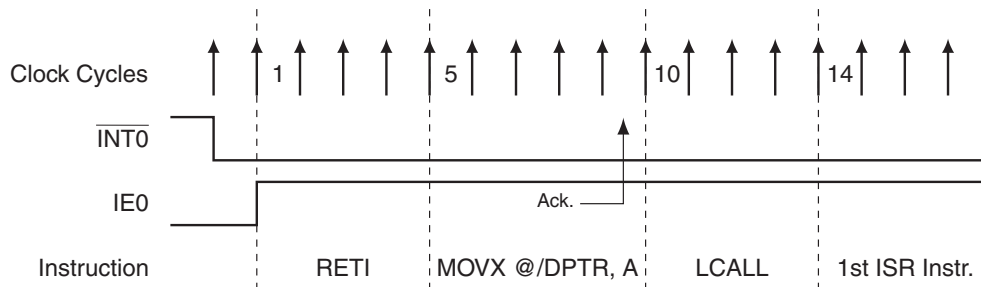 Clock Cycles 1 5 10 14
INT0
IE0
Ack.
Instruction RETI MOVX @/DPTR, A LCALL 1st ISR Instr.